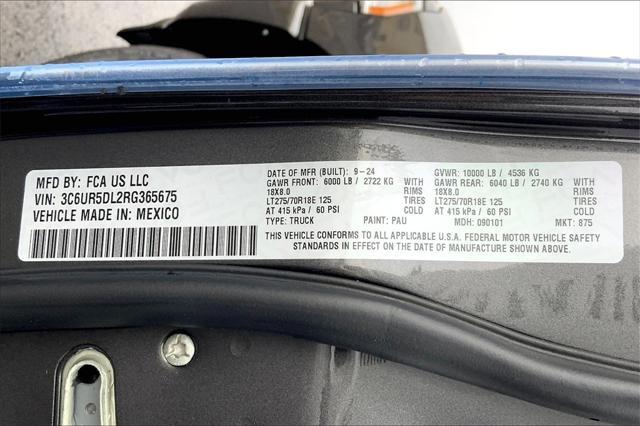 MFD BY: FCA US LLC
VIN: 3C6UR5DL2RG365675
VEHICLE MADE IN: MEXICO
DATE OF MFR (BUILT): 9-24 GVWR: 10000 LB / 4536 KG
GAWR FRONT: 6000 LB / 2722 KG WITH GAWR REAR: 6040 LB / 2740 KG WITH
18X8.0 RIMS 18X8.0 RIMS
LT275/70R18E 125 TIRES LT275/70R18E 125 TIRES
AT 415 kPa / 60 PSI COLD AT 415 kPa / 60 PSI COLD
TYPE: TRUCK PAINT: PAU MDH: 090101 MKT: 875
THIS VEHICLE CONFORMS TO ALL APPLICABLE U.S.A. FEDERAL MOTOR VEHICLE SAFETY
STANDARDS IN EFFECT ON THE DATE OF MANUFACTURE SHOWN ABOVE.